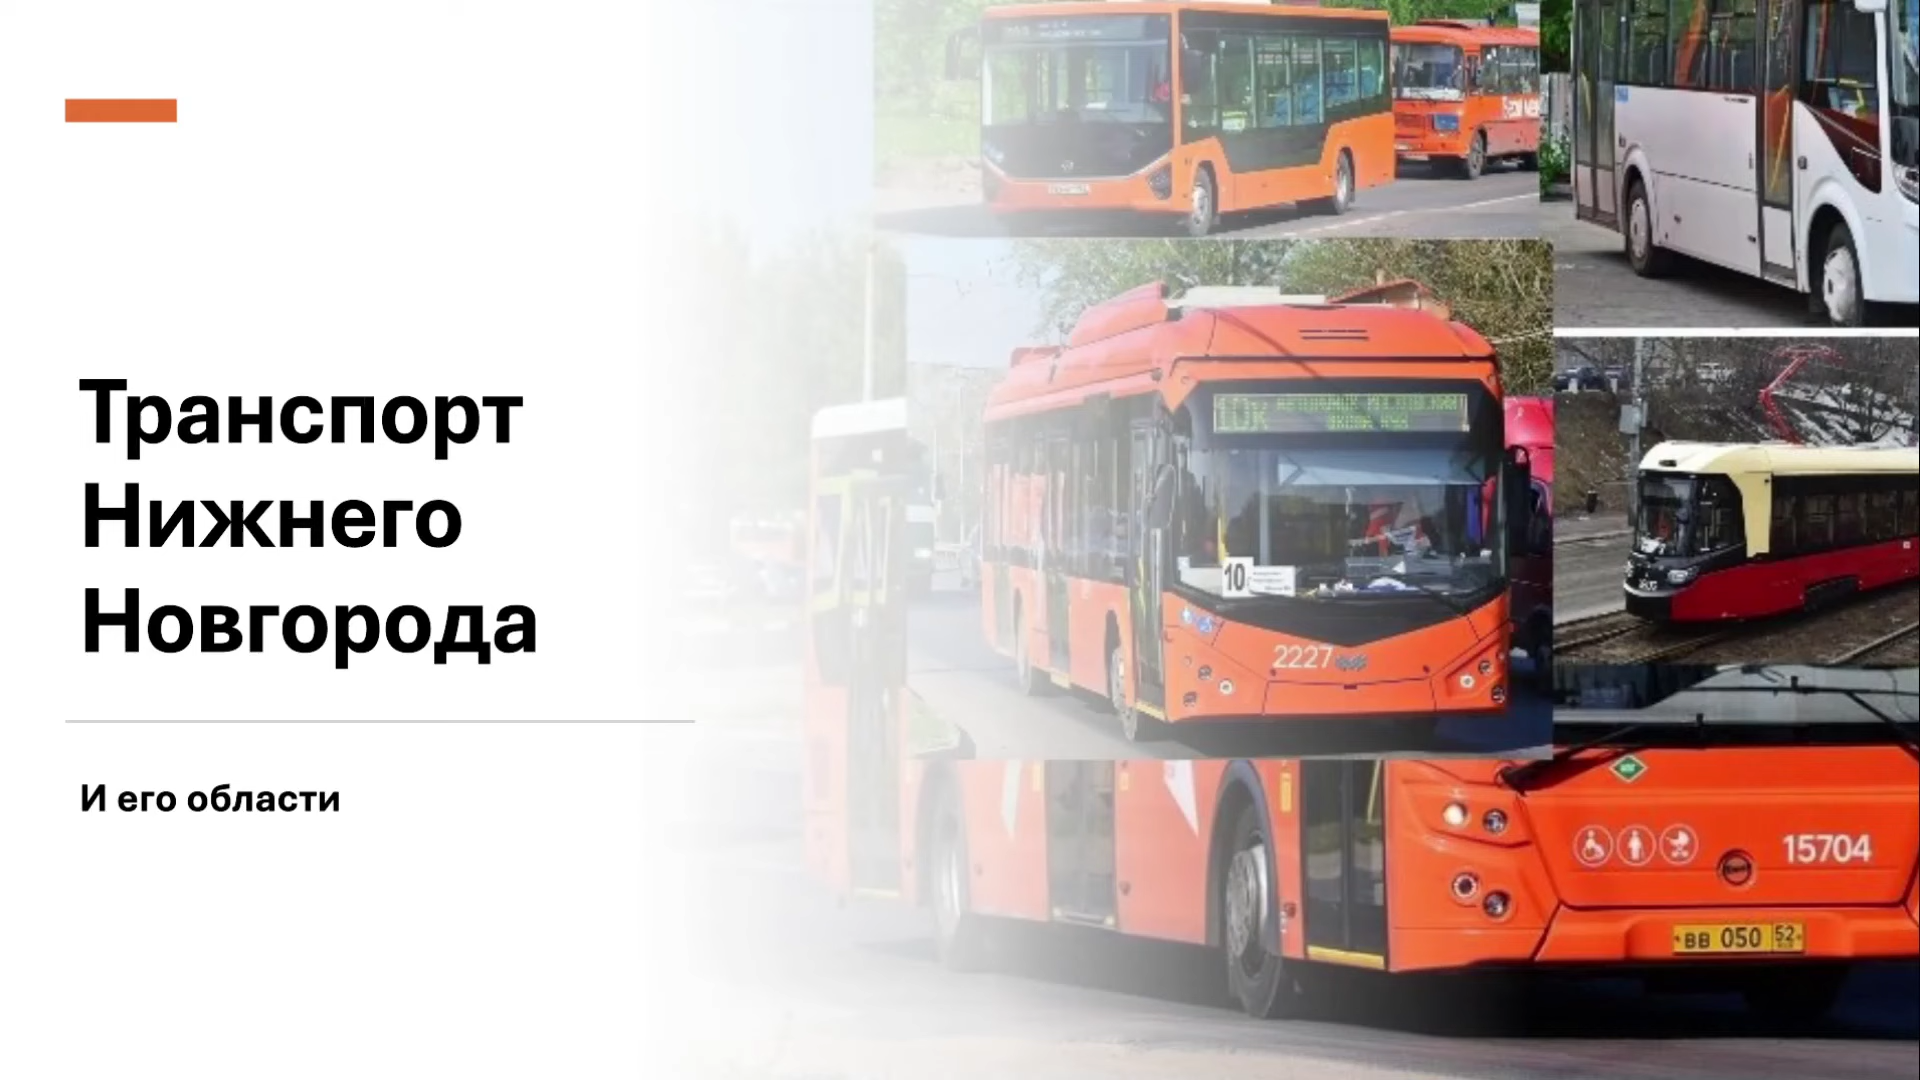 Транспорт
Нижнего
Новгорода
И его области
10
2227
15704
ВВ 050 52